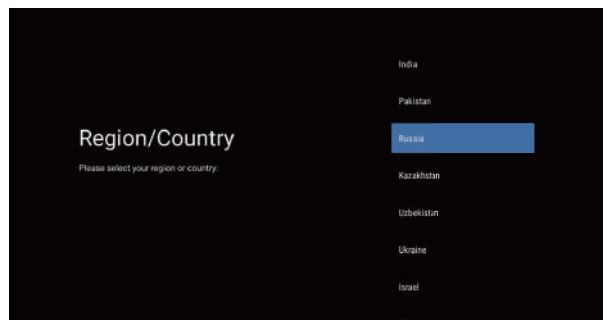 Region/Country
Please select your region or country:
India
Pakistan
Russia
Kazakhstan
Uzbekistan
Ukraine
Israel